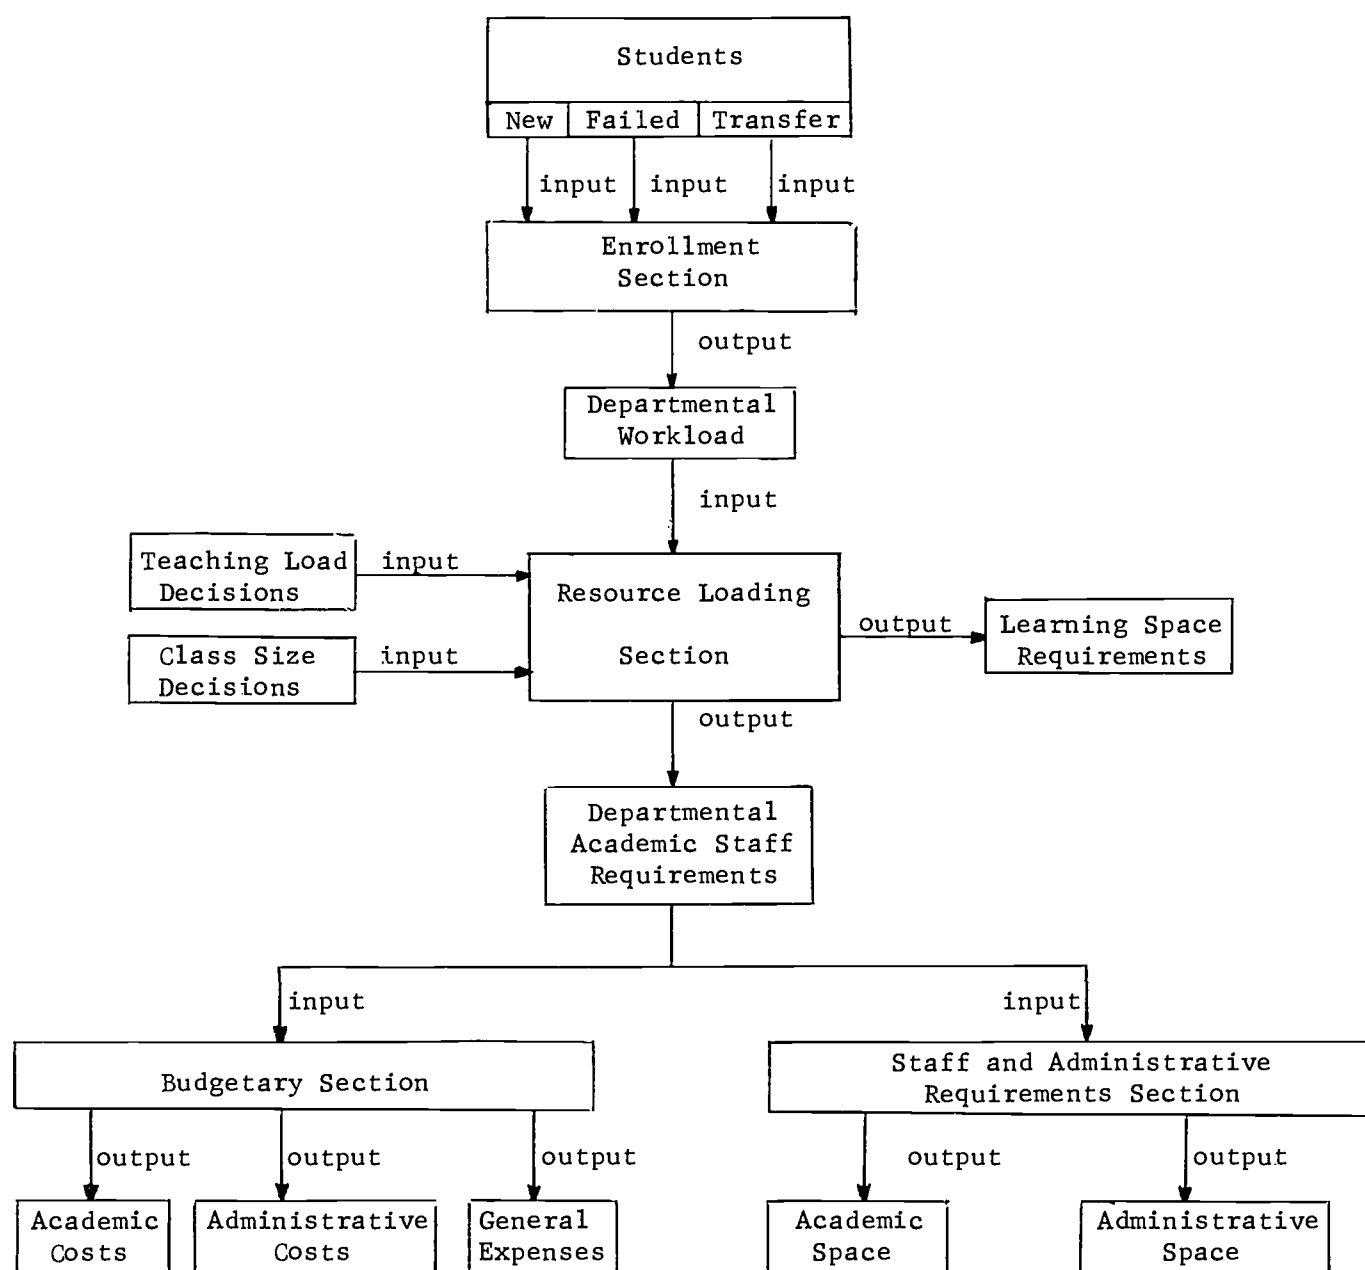 Students
New Failed Transfer
input input input
Enrollment
Section
output
Departmental
Workload
input
Teaching Load
Decisions
input
Class Size
Decisions
input
Resource Loading
Section
output
Learning Space
Requirements
output
Departmental
Academic Staff
Requirements
input
input
Budgetary Section
Staff and Administrative
Requirements Section
output output output output output
Academic
Costs
Administrative
Costs
General
Expenses
Academic
Space
Administrative
Space